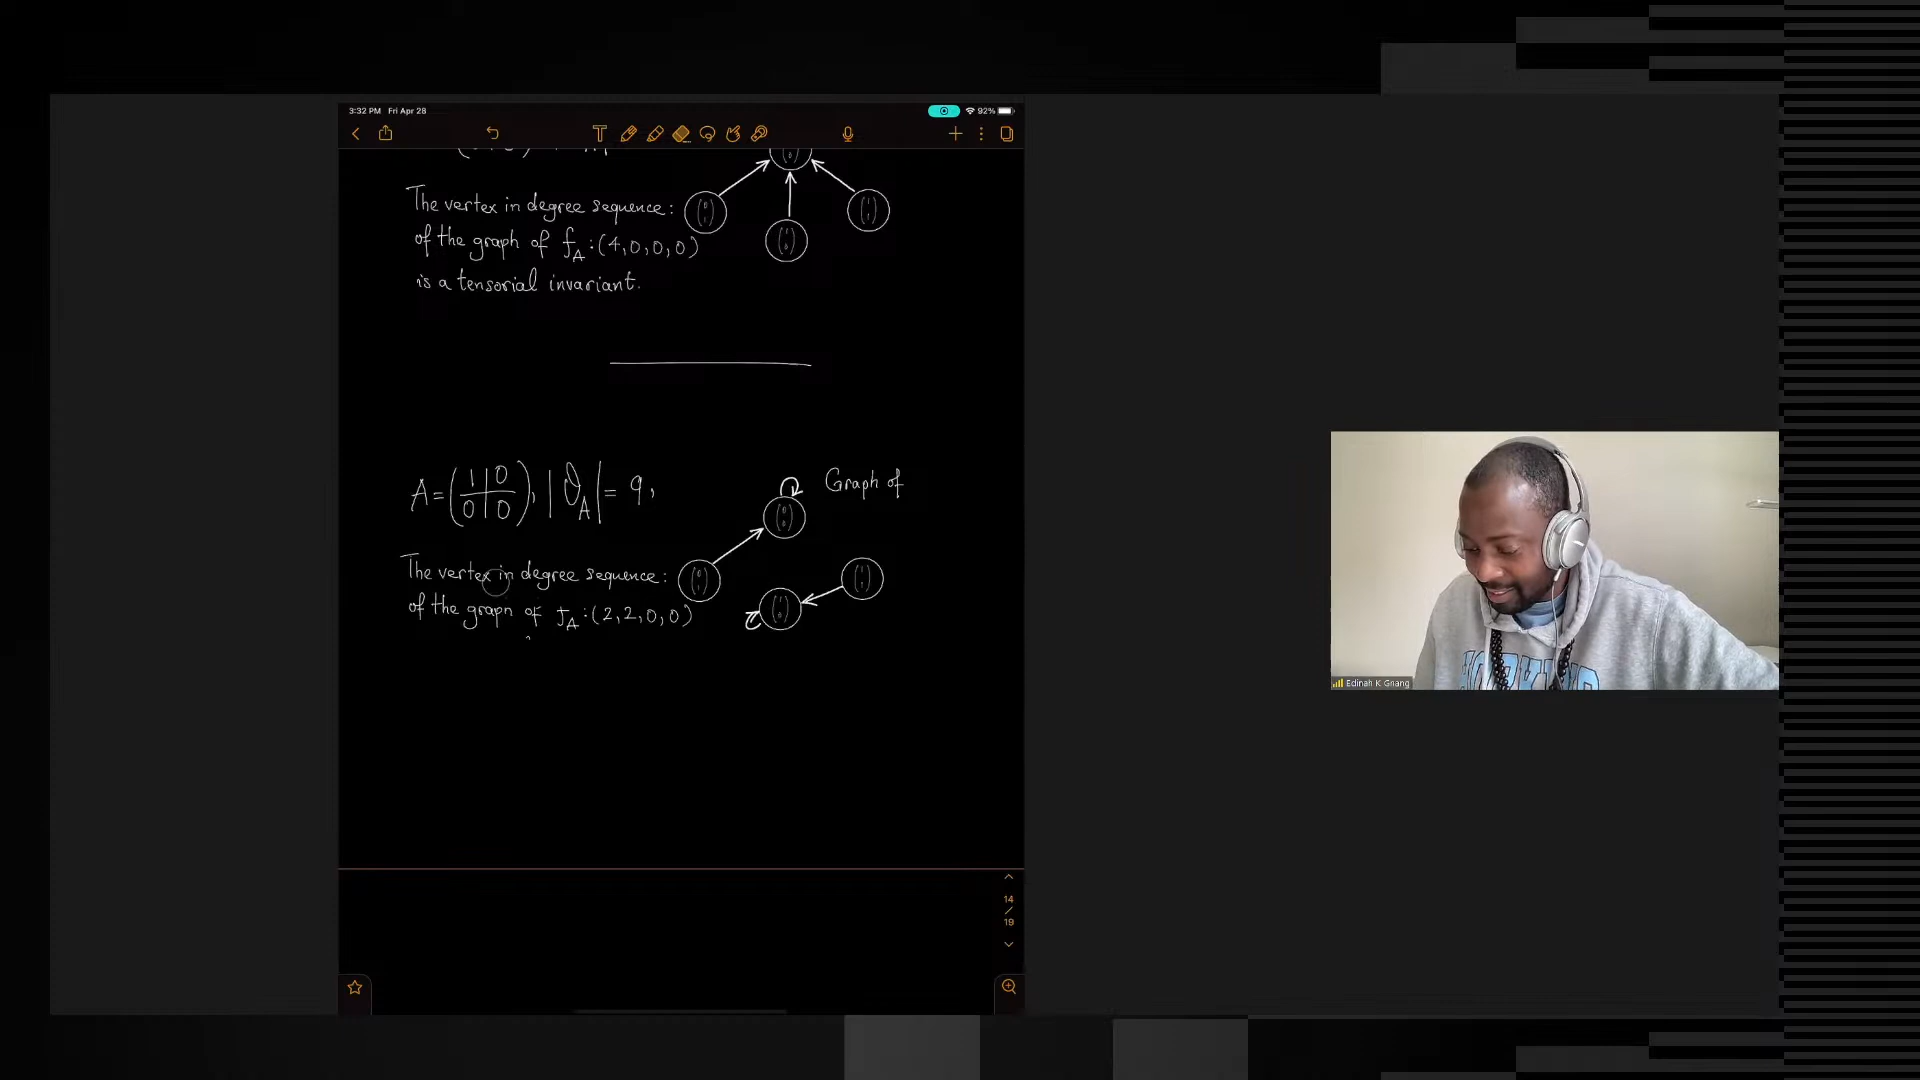 3:32 PM Fri Apr 28
92%
The vertex in degree sequence:
of the graph of f_A : (4,0,0,0)
is a tensorial invariant.
A = (1 0
0 0), |O_A| = 9,
Graph of
The vertex in degree sequence:
of the graph of f_A : (2,2,0,0)
14
/
19
Edinah K Gnang